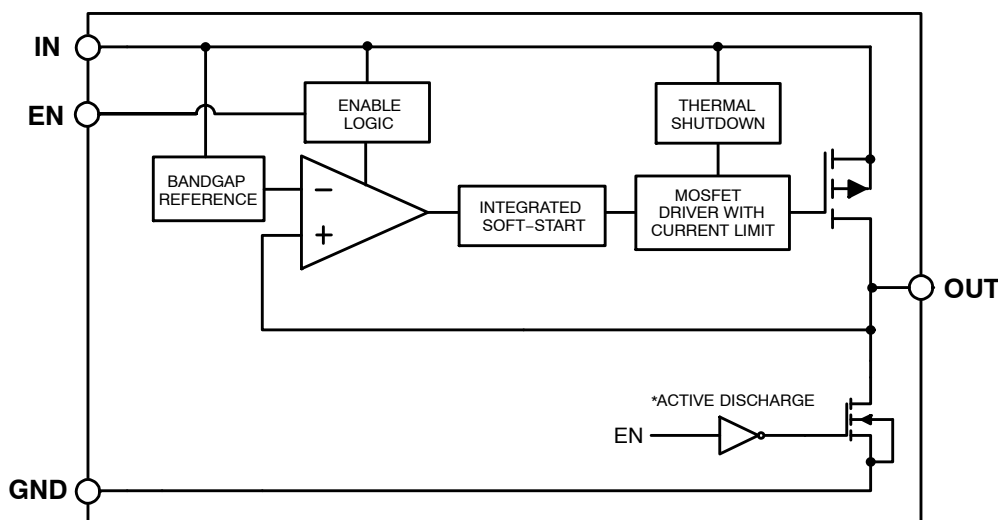 IN
EN
ENABLE
LOGIC
THERMAL
SHUTDOWN
BANDGAP
REFERENCE
−
+
INTEGRATED
SOFT−START
MOSFET
DRIVER WITH
CURRENT LIMIT
OUT
*ACTIVE DISCHARGE
EN
GND